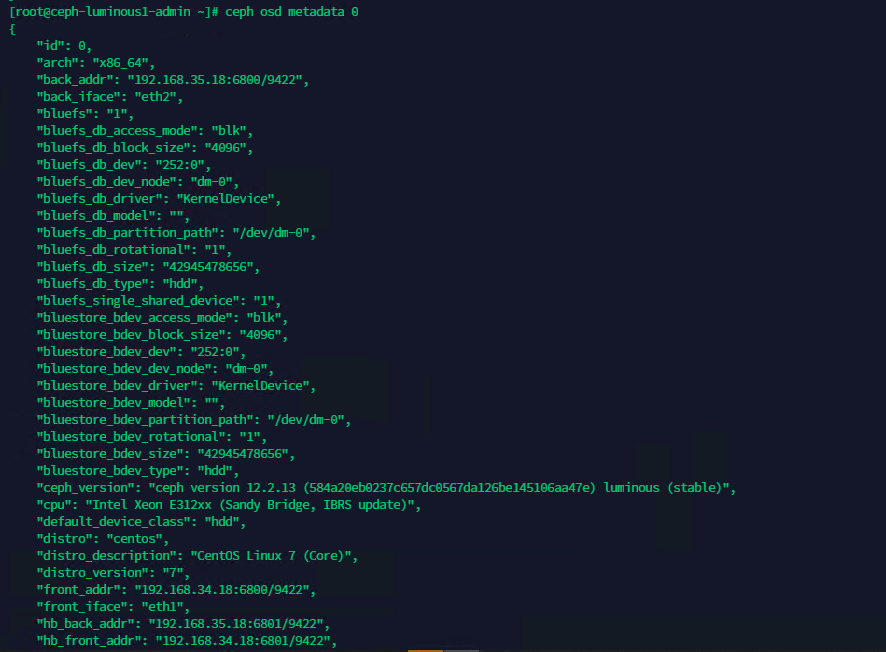 [root@ceph-luminous1-admin ~]# ceph osd metadata 0
{
    "id": 0,
    "arch": "x86_64",
    "back_addr": "192.168.35.18:6800/9422",
    "back_iface": "eth2",
    "bluefs": "1",
    "bluefs_db_access_mode": "blk",
    "bluefs_db_block_size": "4096",
    "bluefs_db_dev": "252:0",
    "bluefs_db_dev_node": "dm-0",
    "bluefs_db_driver": "KernelDevice",
    "bluefs_db_model": "",
    "bluefs_db_partition_path": "/dev/dm-0",
    "bluefs_db_rotational": "1",
    "bluefs_db_size": "42945478656",
    "bluefs_db_type": "hdd",
    "bluefs_single_shared_device": "1",
    "bluestore_bdev_access_mode": "blk",
    "bluestore_bdev_block_size": "4096",
    "bluestore_bdev_dev": "252:0",
    "bluestore_bdev_dev_node": "dm-0",
    "bluestore_bdev_driver": "KernelDevice",
    "bluestore_bdev_model": "",
    "bluestore_bdev_partition_path": "/dev/dm-0",
    "bluestore_bdev_rotational": "1",
    "bluestore_bdev_size": "42945478656",
    "bluestore_bdev_type": "hdd",
    "ceph_version": "ceph version 12.2.13 (584a20eb0237c657dc0567da126be145106aa47e) luminous (stable)",
    "cpu": "Intel Xeon E312xx (Sandy Bridge, IBRS update)",
    "default_device_class": "hdd",
    "distro": "centos",
    "distro_description": "CentOS Linux 7 (Core)",
    "distro_version": "7",
    "front_addr": "192.168.34.18:6800/9422",
    "front_iface": "eth1",
    "hb_back_addr": "192.168.35.18:6801/9422",
    "hb_front_addr": "192.168.34.18:6801/9422",